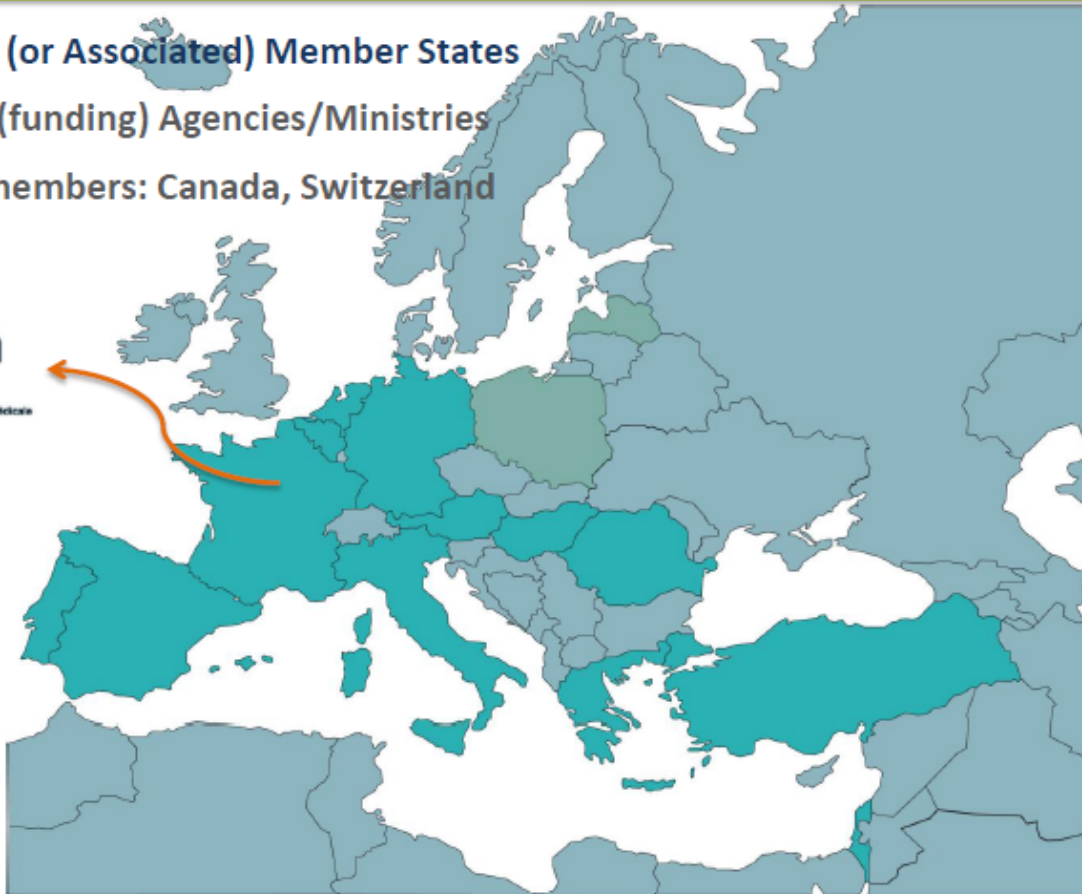 (or Associated) Member States
(funding) Agencies/Ministries
members: Canada, Switzerland